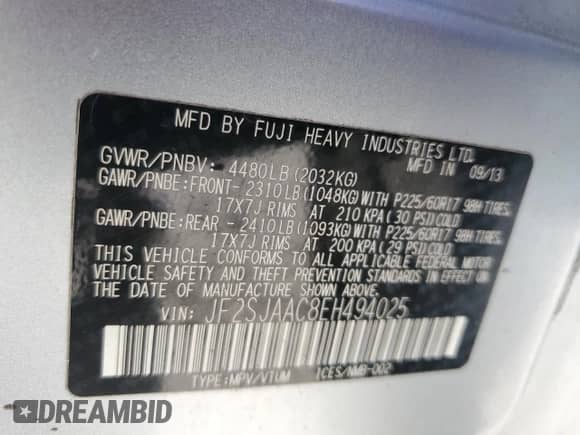 MFD BY FUJI HEAVY INDUSTRIES LTD.
GVWR/PNBV: 4480LB(2032KG) MFD IN 09/13
GAWR/PNBE:FRONT- 2310LB(1048KG)WITH P225/60R17 98H TIRES.
17X7J RIMS AT 210 KPA(30 PSI)COLD
GAWR/PNBE:REAR - 2410LB(1093KG)WITH P225/60R17 98H TIRES.
17X7J RIMS AT 200 KPA(29 PSI)COLD
THIS VEHICLE CONFORMS TO ALL APPLICABLE FEDERAL MOTOR
VEHICLE SAFETY AND THEFT PREVENTION STANDARDS IN EFFECT ON
THE DATE OF MANUFACTURE SHOWN ABOVE.
VIN: JF2SJAAC8EH494025
TYPE:MPV/VTUM ICES/NMB-002
DREAMBID
DREAMBID